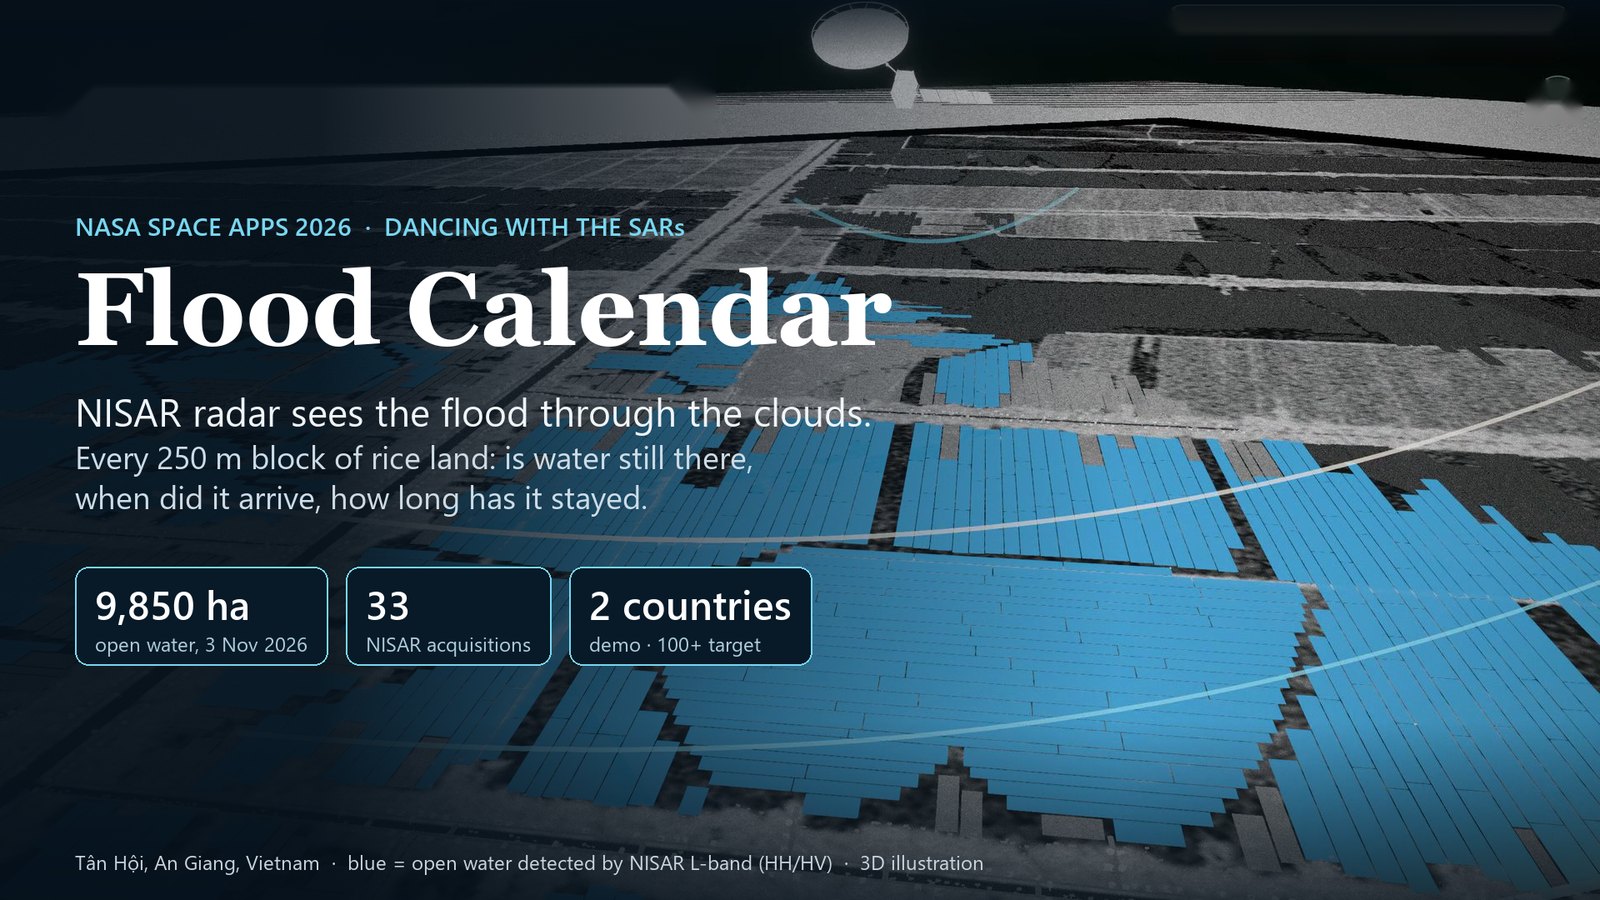 NASA SPACE APPS 2026 · DANCING WITH THE SARs
Flood Calendar
NISAR radar sees the flood through the clouds.
Every 250 m block of rice land: is water still there,
when did it arrive, how long has it stayed.
9,850 ha
open water, 3 Nov 2026
33
NISAR acquisitions
2 countries
demo · 100+ target
Tân Hội, An Giang, Vietnam · blue = open water detected by NISAR L-band (HH/HV) · 3D illustration